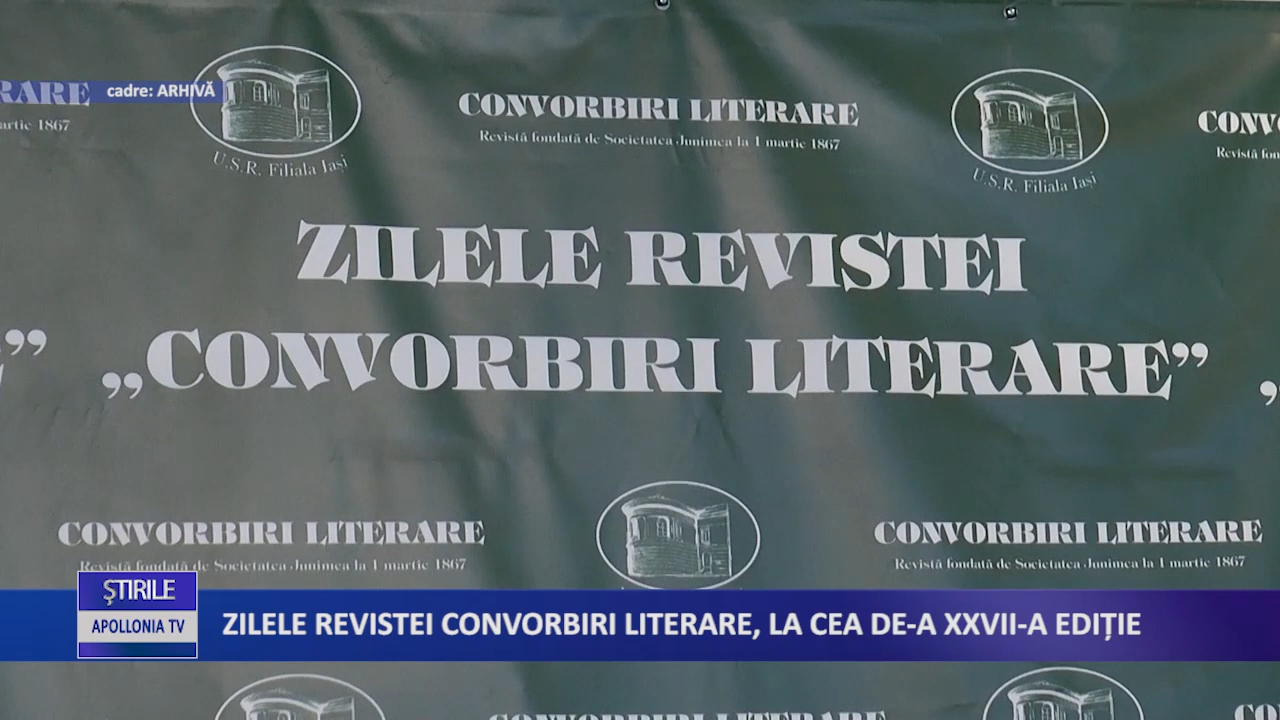 RARE
cadre: ARHIVĂ
artie 1867
U.S.R. Filiala Iași
CONVORBIRI LITERARE
Revistă fondată de Societatea Junimea la 1 martie 1867
U.S.R. Filiala Iași
CONV
Revistă fon
ZILELE REVISTEI
„CONVORBIRI LITERARE”
CONVORBIRI LITERARE
Revistă fondată de Societatea Junimea la 1 martie 1867
CONVORBIRI LITERARE
Revistă fondată de Societatea Junimea la 1 martie 1867
ȘTIRILE
APOLLONIA TV
ZILELE REVISTEI CONVORBIRI LITERARE, LA CEA DE-A XXVII-A EDIȚIE